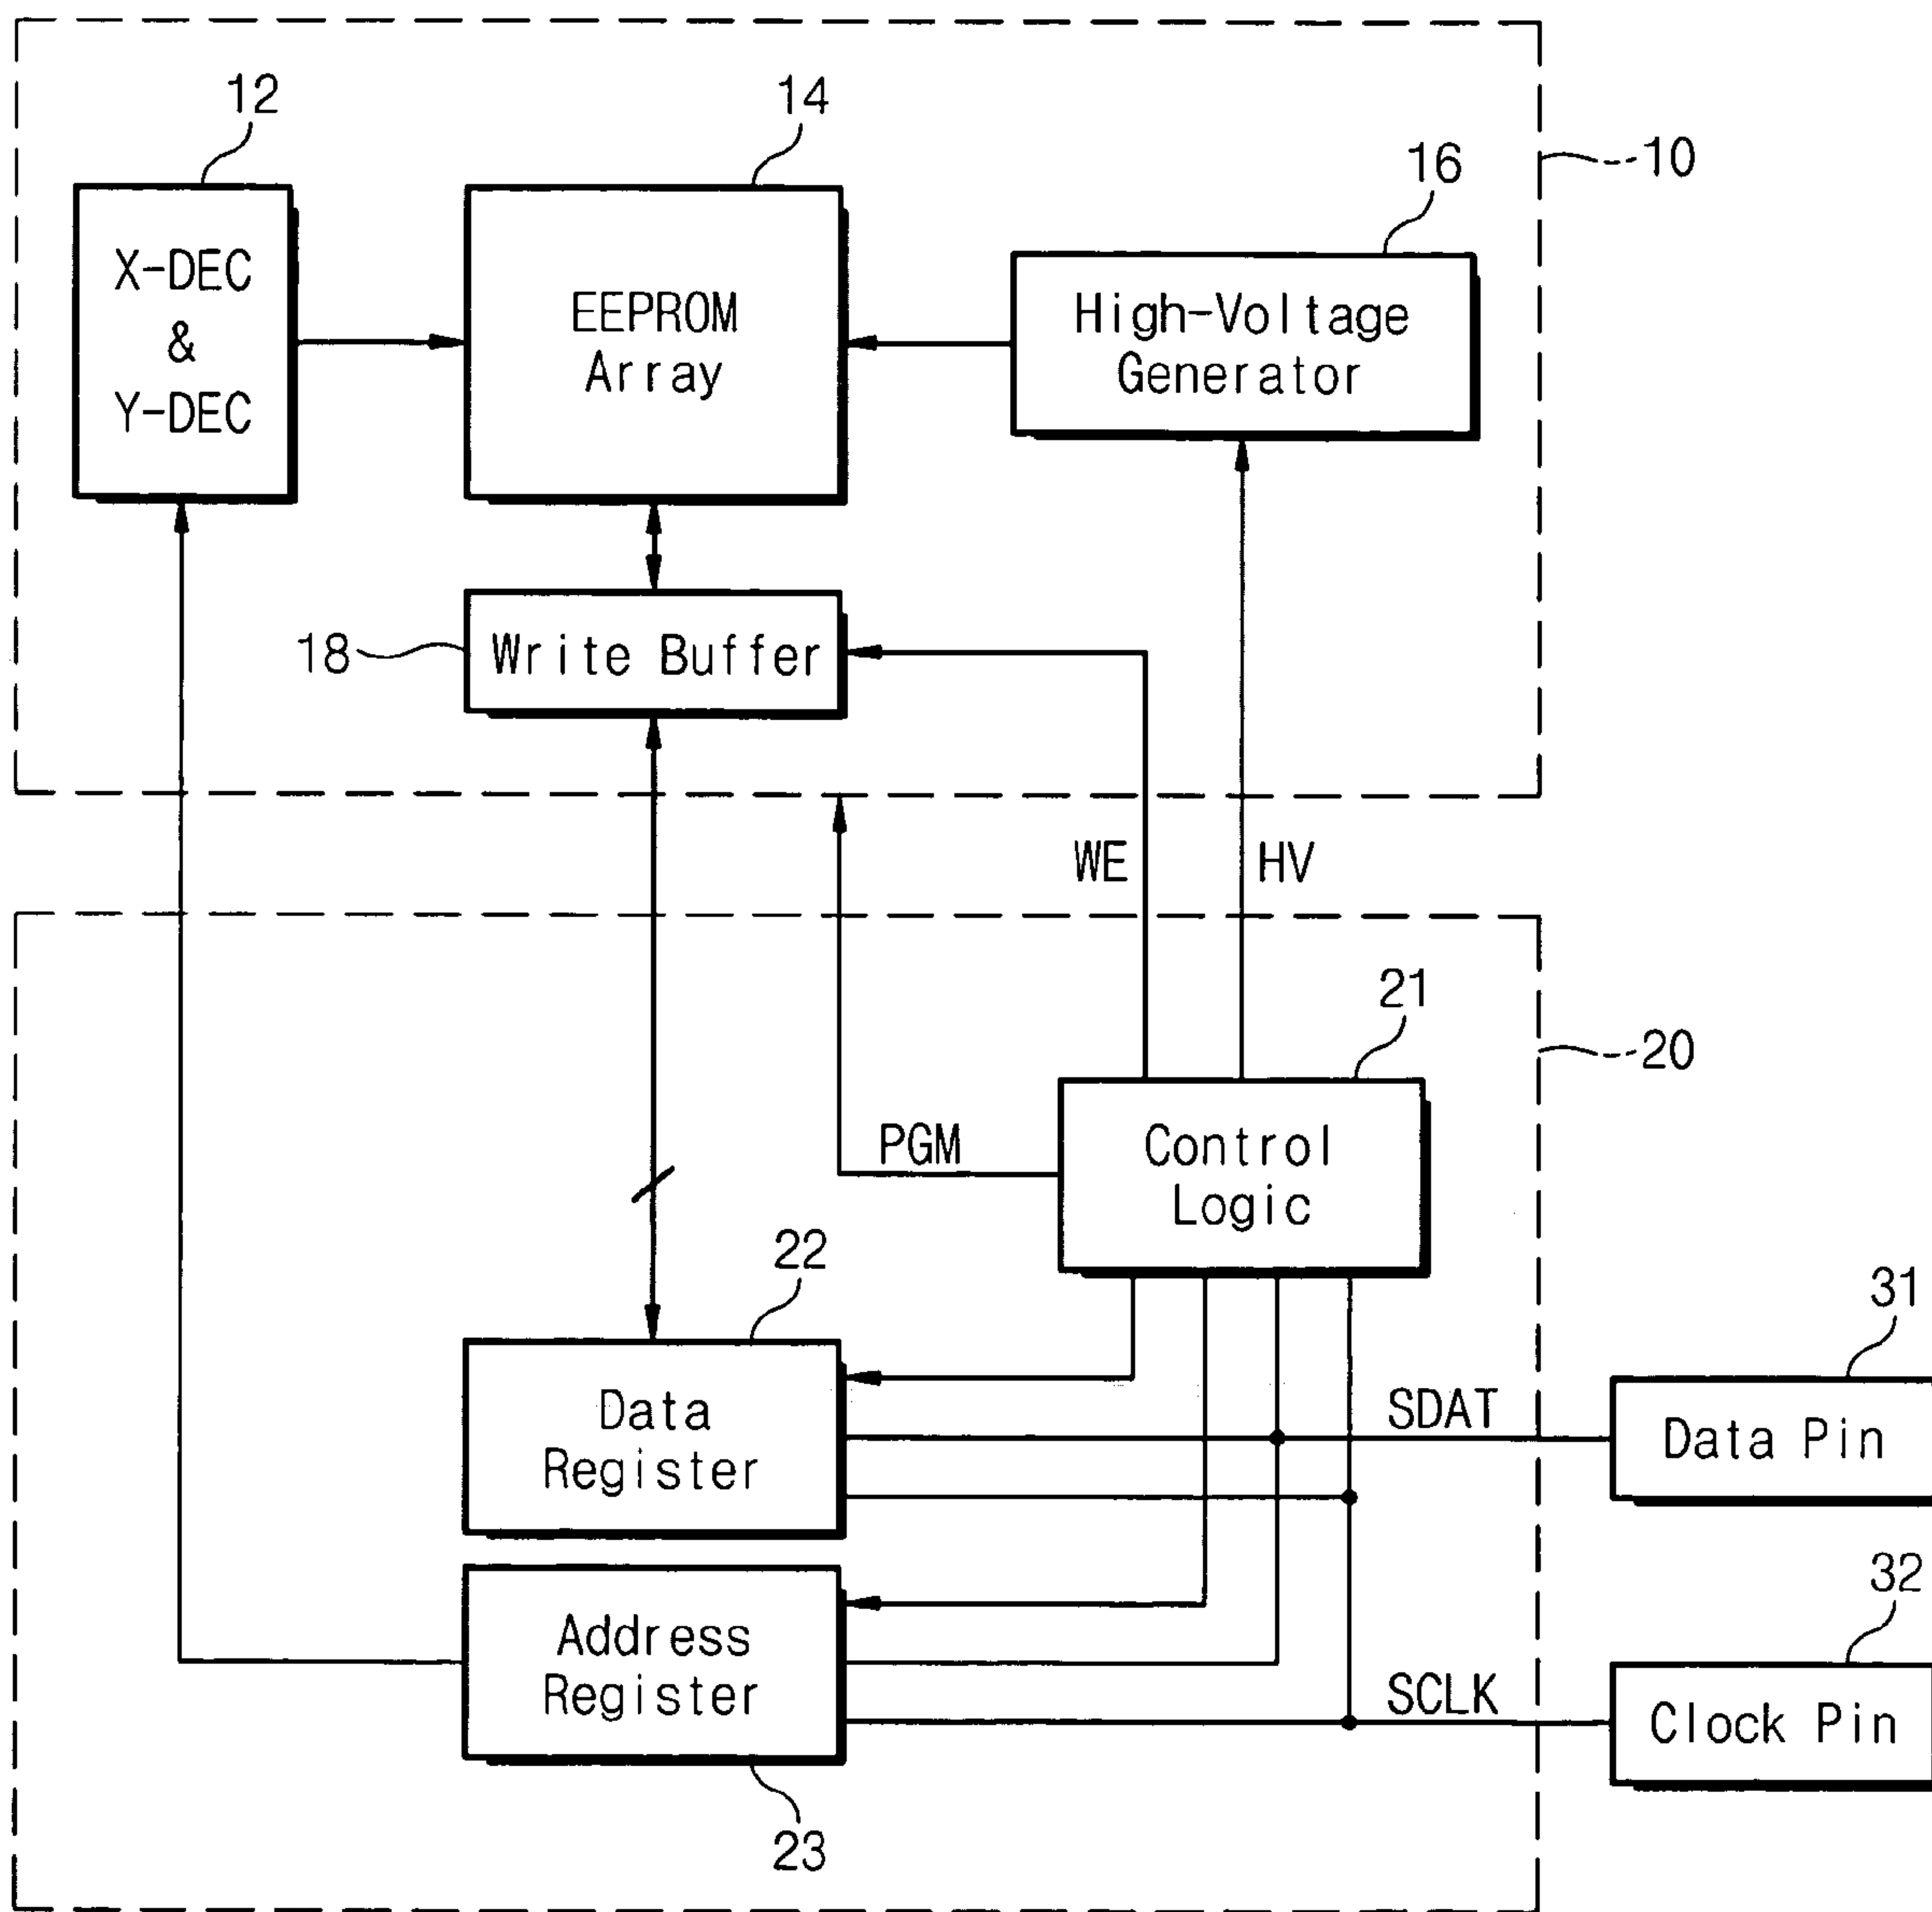 12
14
16
10
X-DEC
&
Y-DEC
EEPROM
Array
High-Voltage
Generator
18
Write Buffer
WE
HV
21
20
PGM
Control
Logic
22
31
Data
Register
SDAT
Data Pin
32
Address
Register
SCLK
Clock Pin
23